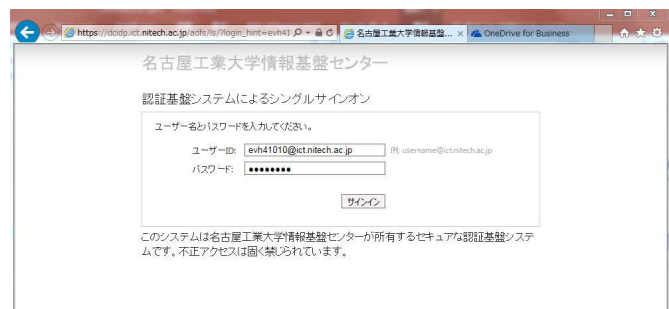 https://dcidp.ict.nitech.ac.jp/adfs/ls/?login_hint=evh41
名古屋工業大学情報基盤...
OneDrive for Business
名古屋工業大学情報基盤センター
認証基盤システムによるシングルサインオン
ユーザー名とパスワードを入力してください。
ユーザーID: evh41010@ict.nitech.ac.jp 例: username@ict.nitech.ac.jp
パスワード: ●●●●●●●●
サインイン
このシステムは名古屋工業大学情報基盤センターが所有するセキュアな認証基盤システ
ムです。不正アクセスは固く禁じられています。